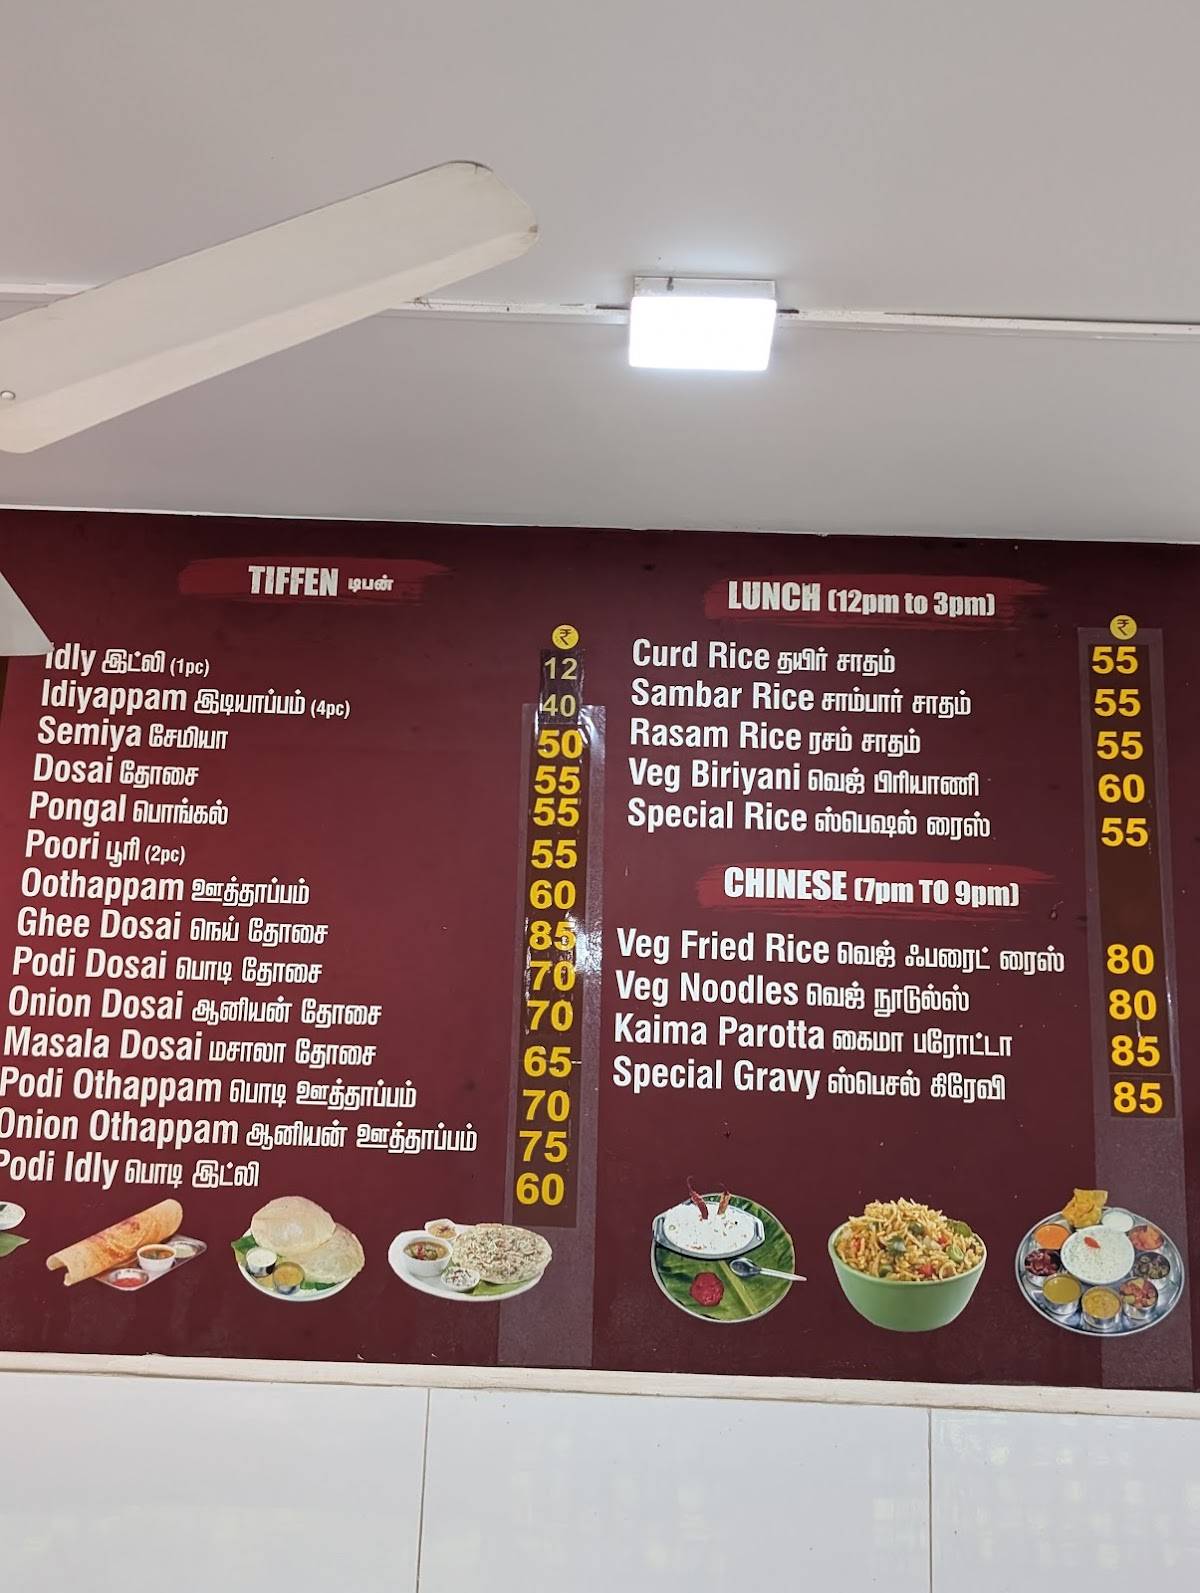 TIFFEN டிபன்
₹
Idly இட்லி (1pc) 12
Idiyappam இடியாப்பம் (4pc) 40
Semiya சேமியா 50
Dosai தோசை 55
Pongal பொங்கல் 55
Poori பூரி (2pc) 55
Oothappam ஊத்தாப்பம் 60
Ghee Dosai நெய் தோசை 85
Podi Dosai பொடி தோசை 70
Onion Dosai ஆனியன் தோசை 70
Masala Dosai மசாலா தோசை 65
Podi Othappam பொடி ஊத்தாப்பம் 70
Onion Othappam ஆனியன் ஊத்தாப்பம் 75
Podi Idly பொடி இட்லி 60
LUNCH (12pm to 3pm)
₹
Curd Rice தயிர் சாதம் 55
Sambar Rice சாம்பார் சாதம் 55
Rasam Rice ரசம் சாதம் 55
Veg Biriyani வெஜ் பிரியாணி 60
Special Rice ஸ்பெஷல் ரைஸ் 55
CHINESE (7pm TO 9pm)
Veg Fried Rice வெஜ் ஃபரைட் ரைஸ் 80
Veg Noodles வெஜ் நூடுல்ஸ் 80
Kaima Parotta கைமா பரோட்டா 85
Special Gravy ஸ்பெசல் கிரேவி 85